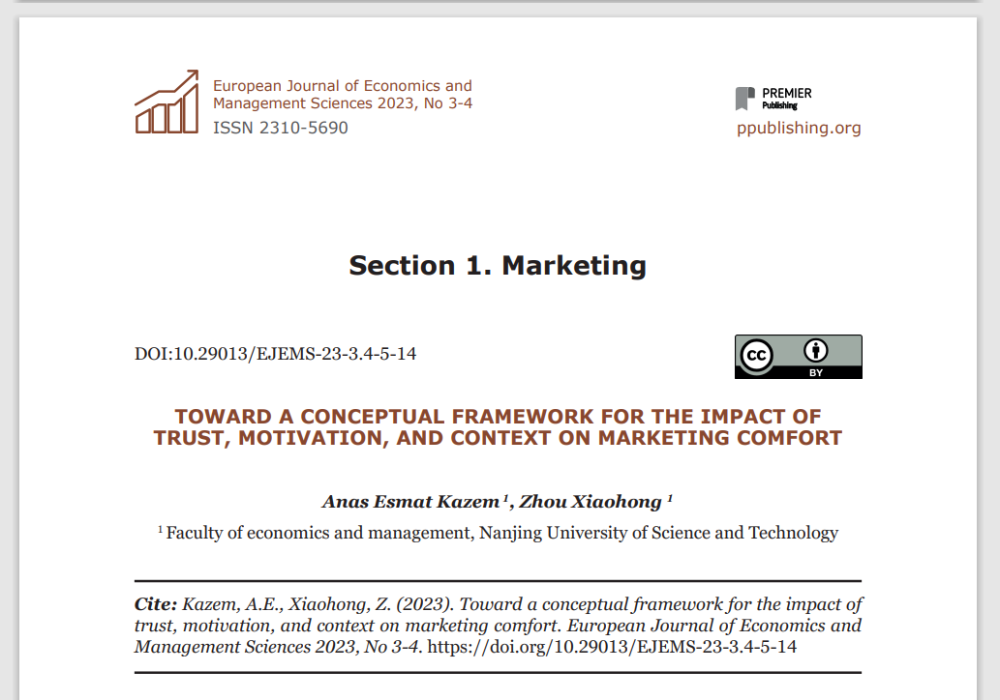 European Journal of Economics and
Management Sciences 2023, No 3-4
ISSN 2310-5690
PREMIER
Publishing
ppublishing.org
Section 1. Marketing
DOI:10.29013/EJEMS-23-3.4-5-14
CC
BY
TOWARD A CONCEPTUAL FRAMEWORK FOR THE IMPACT OF
TRUST, MOTIVATION, AND CONTEXT ON MARKETING COMFORT
Anas Esmat Kazem ¹, Zhou Xiaohong ¹
¹ Faculty of economics and management, Nanjing University of Science and Technology
Cite: Kazem, A.E., Xiaohong, Z. (2023). Toward a conceptual framework for the impact of
trust, motivation, and context on marketing comfort. European Journal of Economics and
Management Sciences 2023, No 3-4. https://doi.org/10.29013/EJEMS-23-3.4-5-14